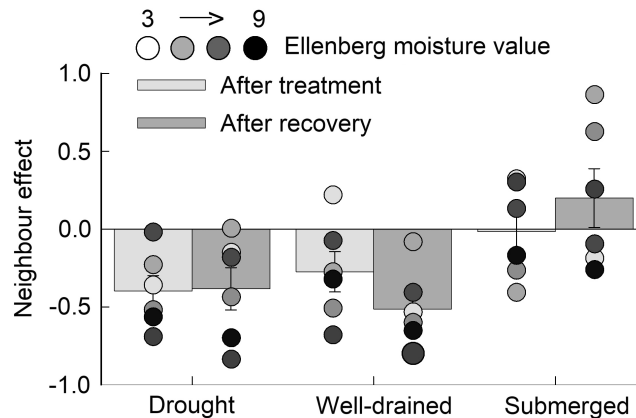 3 → 9
Ellenberg moisture value
After treatment
After recovery
Neighbour effect
1.0
0.5
0.0
-0.5
-1.0
Drought
Well-drained
Submerged